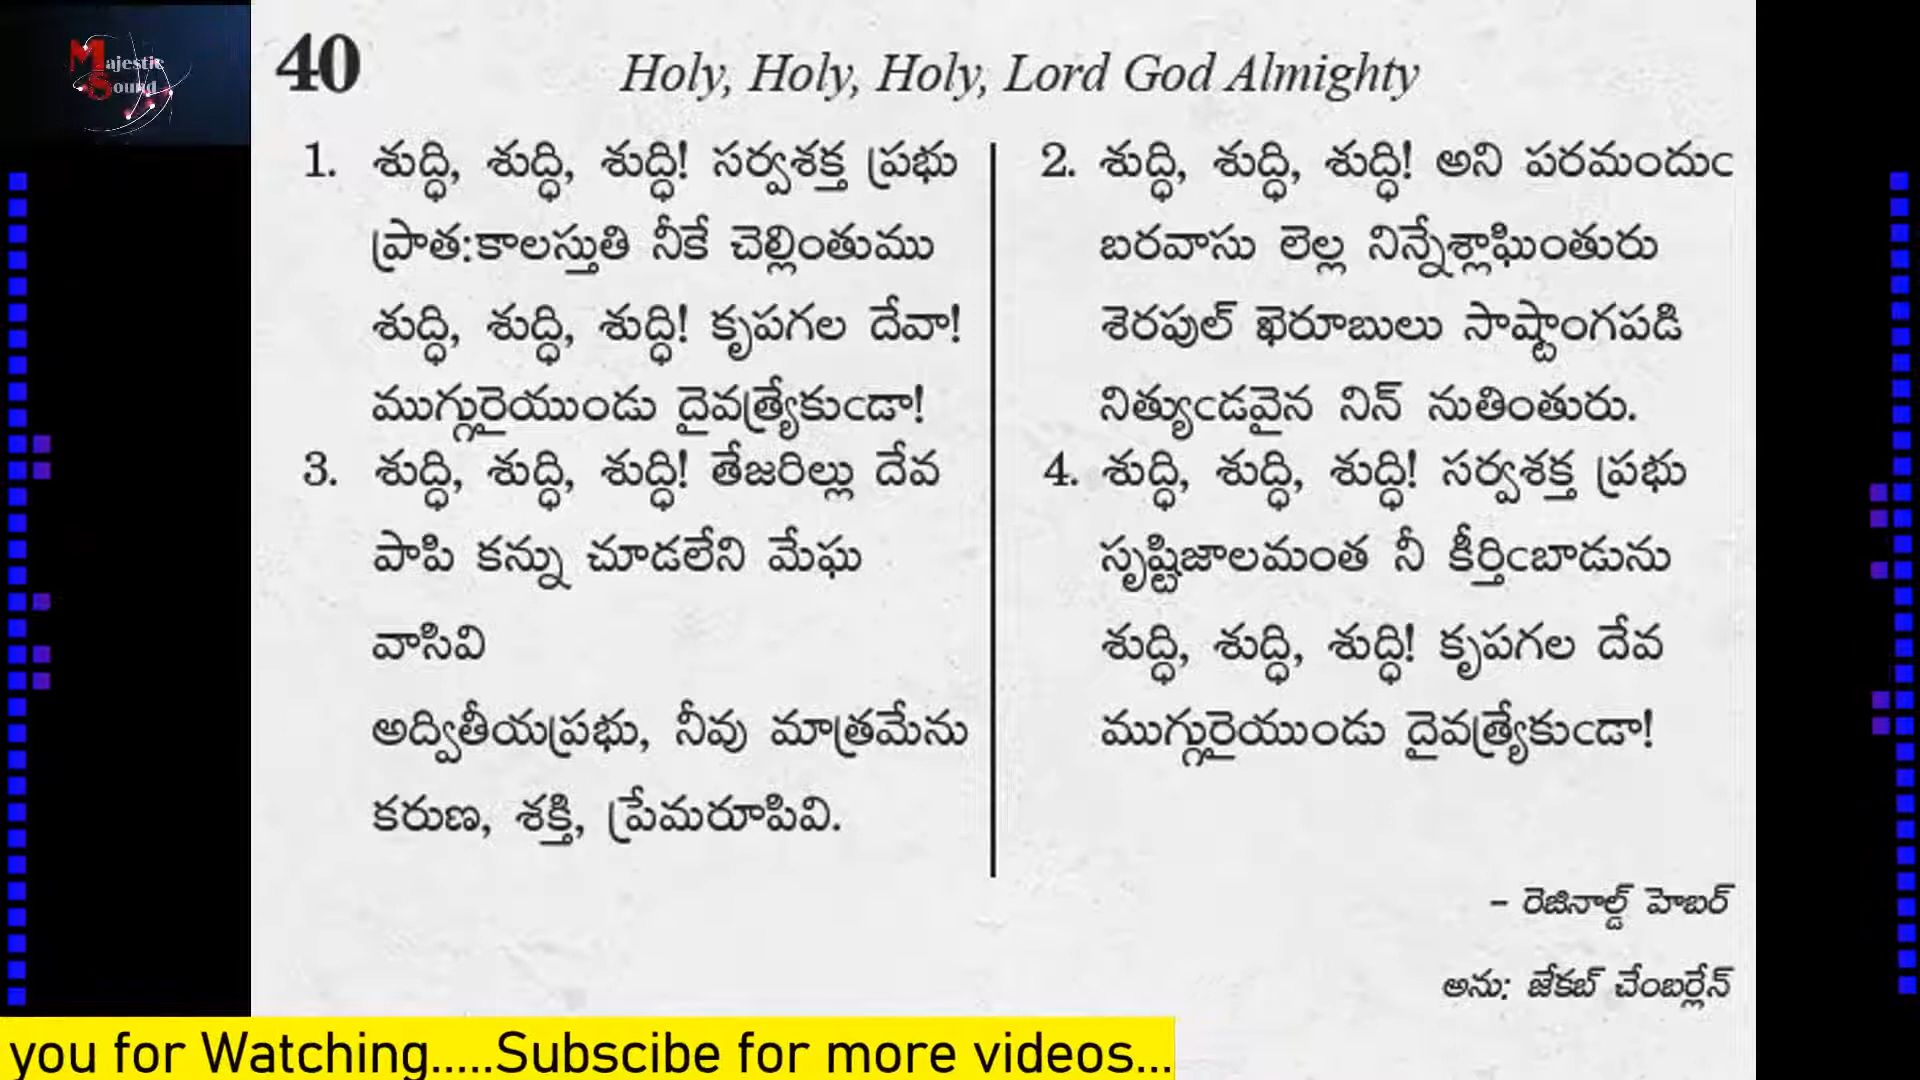 Majestic
Sound
40
Holy, Holy, Holy, Lord God Almighty
1. శుద్ధి, శుద్ధి, శుద్ధి! సర్వశక్త ప్రభు
ప్రాత:కాలస్తుతి నీకే చెల్లింతుము
శుద్ధి, శుద్ధి, శుద్ధి! కృపగల దేవా!
ముగ్గురైయుండు దైవత్ర్యేకుఁడా!
2. శుద్ధి, శుద్ధి, శుద్ధి! అని పరమందుఁ
బరవాసు లెల్ల నిన్నేశ్లాఘింతురు
శెరపుల్ ఖెరూబులు సాష్టాంగపడి
నిత్యుఁడవైన నిన్ నుతింతురు.
3. శుద్ధి, శుద్ధి, శుద్ధి! తేజరిల్లు దేవ
పాపి కన్ను చూడలేని మేఘ
వాసివి
అద్వితీయప్రభు, నీవు మాత్రమేను
కరుణ, శక్తి, ప్రేమరూపివి.
4. శుద్ధి, శుద్ధి, శుద్ధి! సర్వశక్త ప్రభు
సృష్టిజాలమంత నీ కీర్తిఁబాడును
శుద్ధి, శుద్ధి, శుద్ధి! కృపగల దేవ
ముగ్గురైయుండు దైవత్ర్యేకుఁడా!
- రెజినాల్డ్ హెబర్
అను: జేకబ్ చేంబర్లేన్
you for Watching.....Subscibe for more videos...